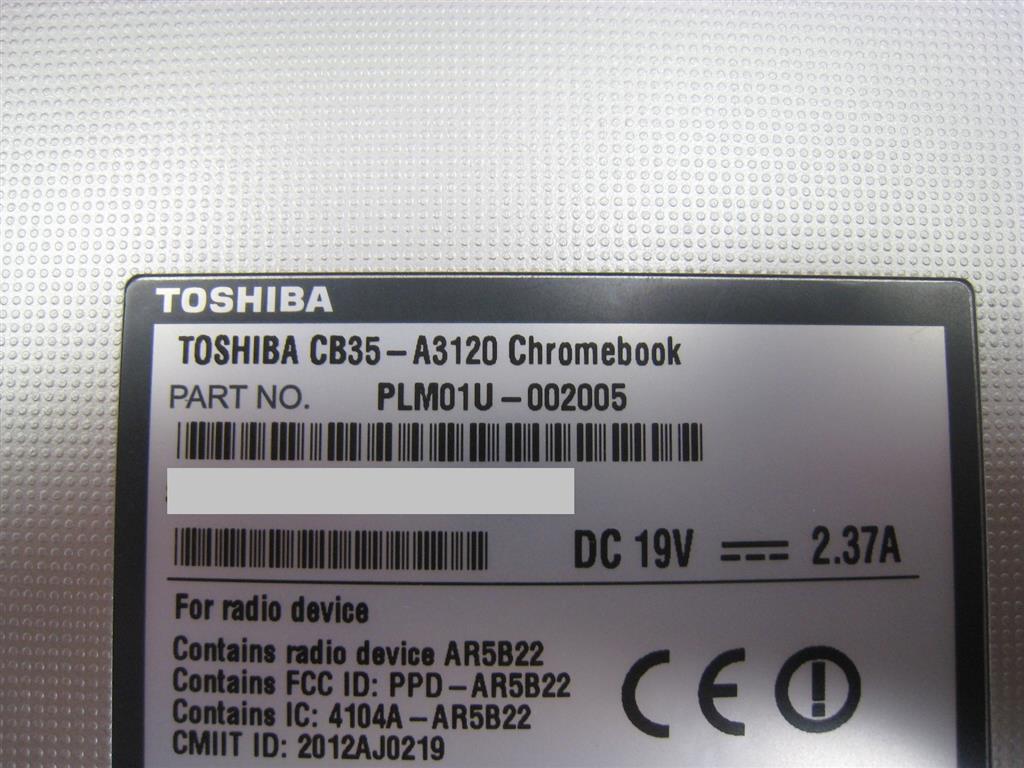 TOSHIBA
TOSHIBA CB35-A3120 Chromebook
PART NO. PLM01U-002005
DC 19V ⎓ 2.37A
For radio device
Contains radio device AR5B22
Contains FCC ID: PPD-AR5B22
Contains IC: 4104A-AR5B22
CMIIT ID: 2012AJ0219
CE